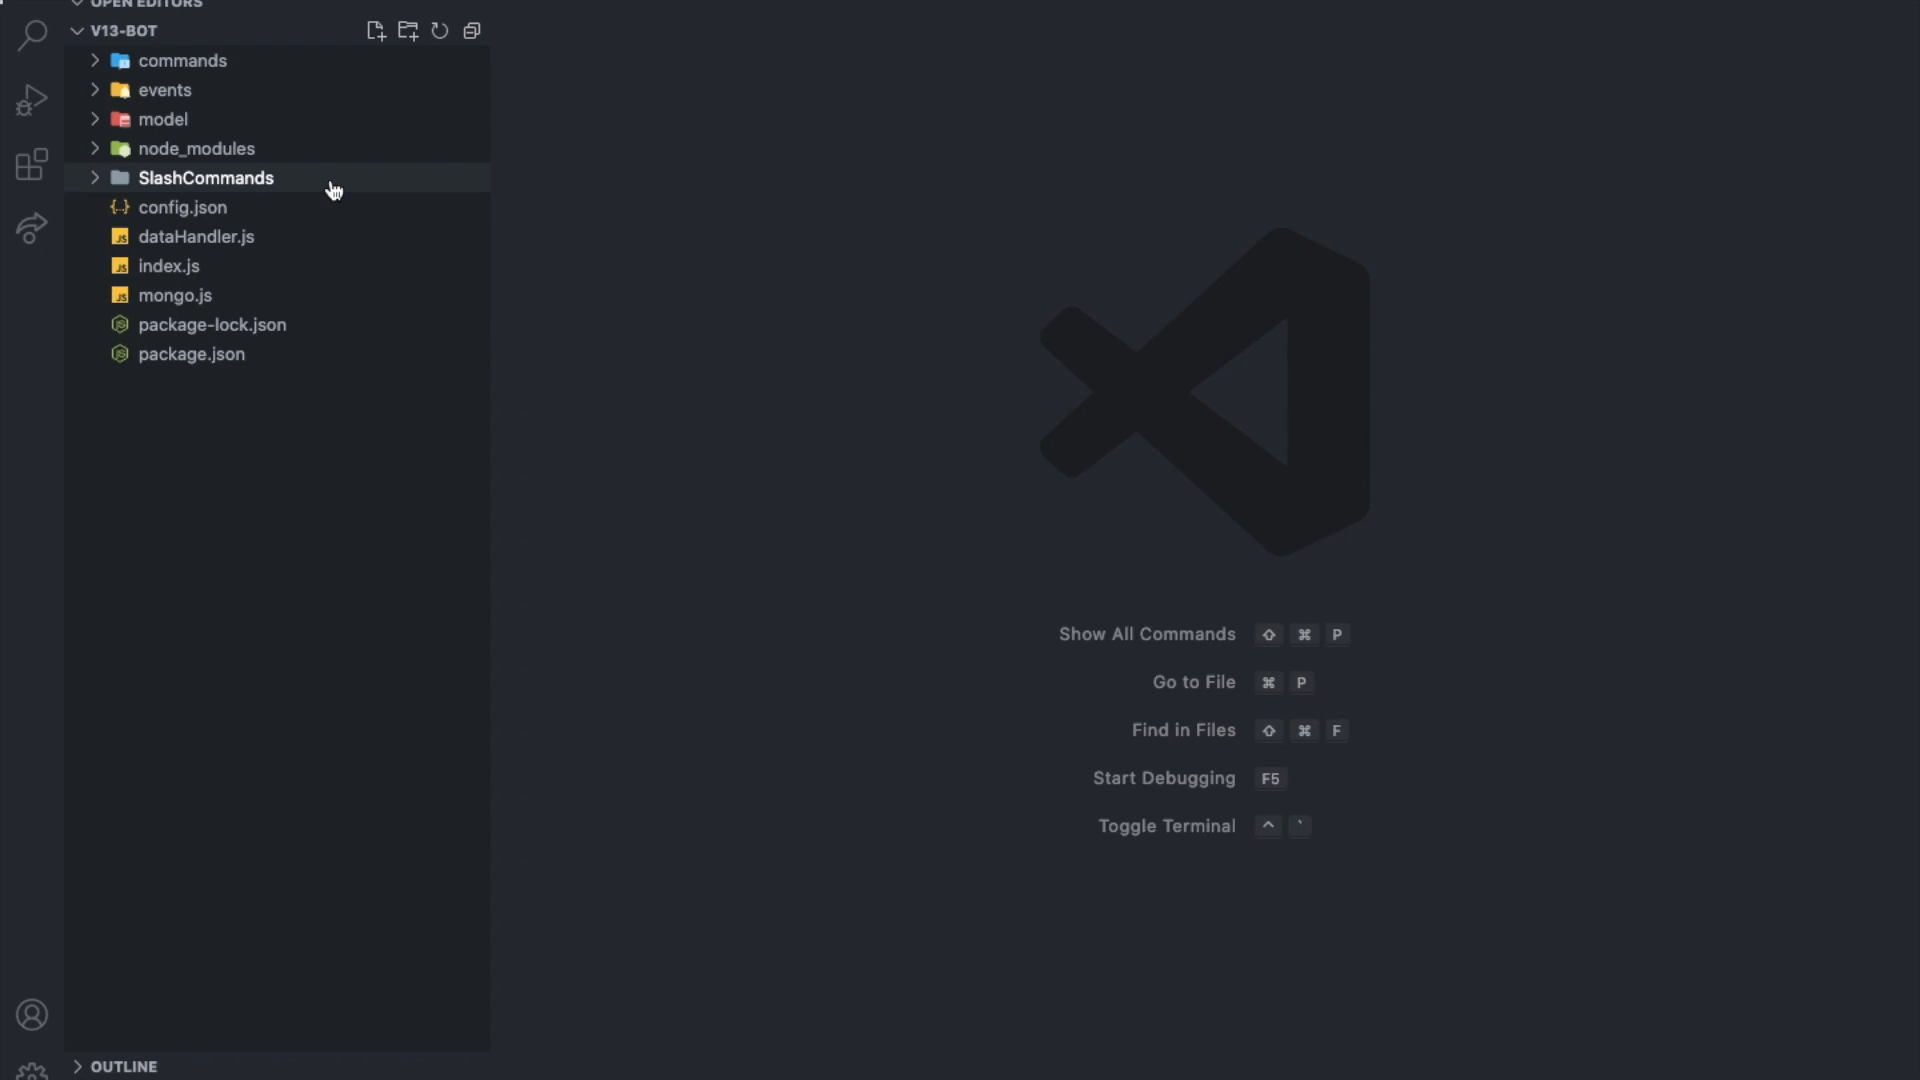 OPEN EDITORS
V13-BOT
commands
events
model
node_modules
SlashCommands
config.json
dataHandler.js
index.js
mongo.js
package-lock.json
package.json
Show All Commands ⇧ ⌘ P
Go to File ⌘ P
Find in Files ⇧ ⌘ F
Start Debugging F5
Toggle Terminal ^ `
OUTLINE